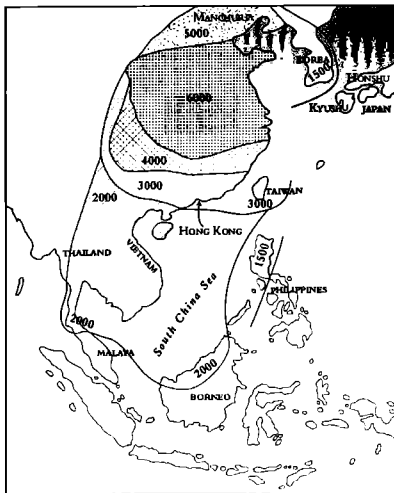 MANCHURIA
5000
KOREA
1500
HONSHU
KYUSHU
JAPAN
6000
4000
3000
2000
TAIWAN
3000
HONG KONG
THAILAND
VIETNAM
1500
PHILIPPINES
South China Sea
2000
MALAYA
2000
BORNEO